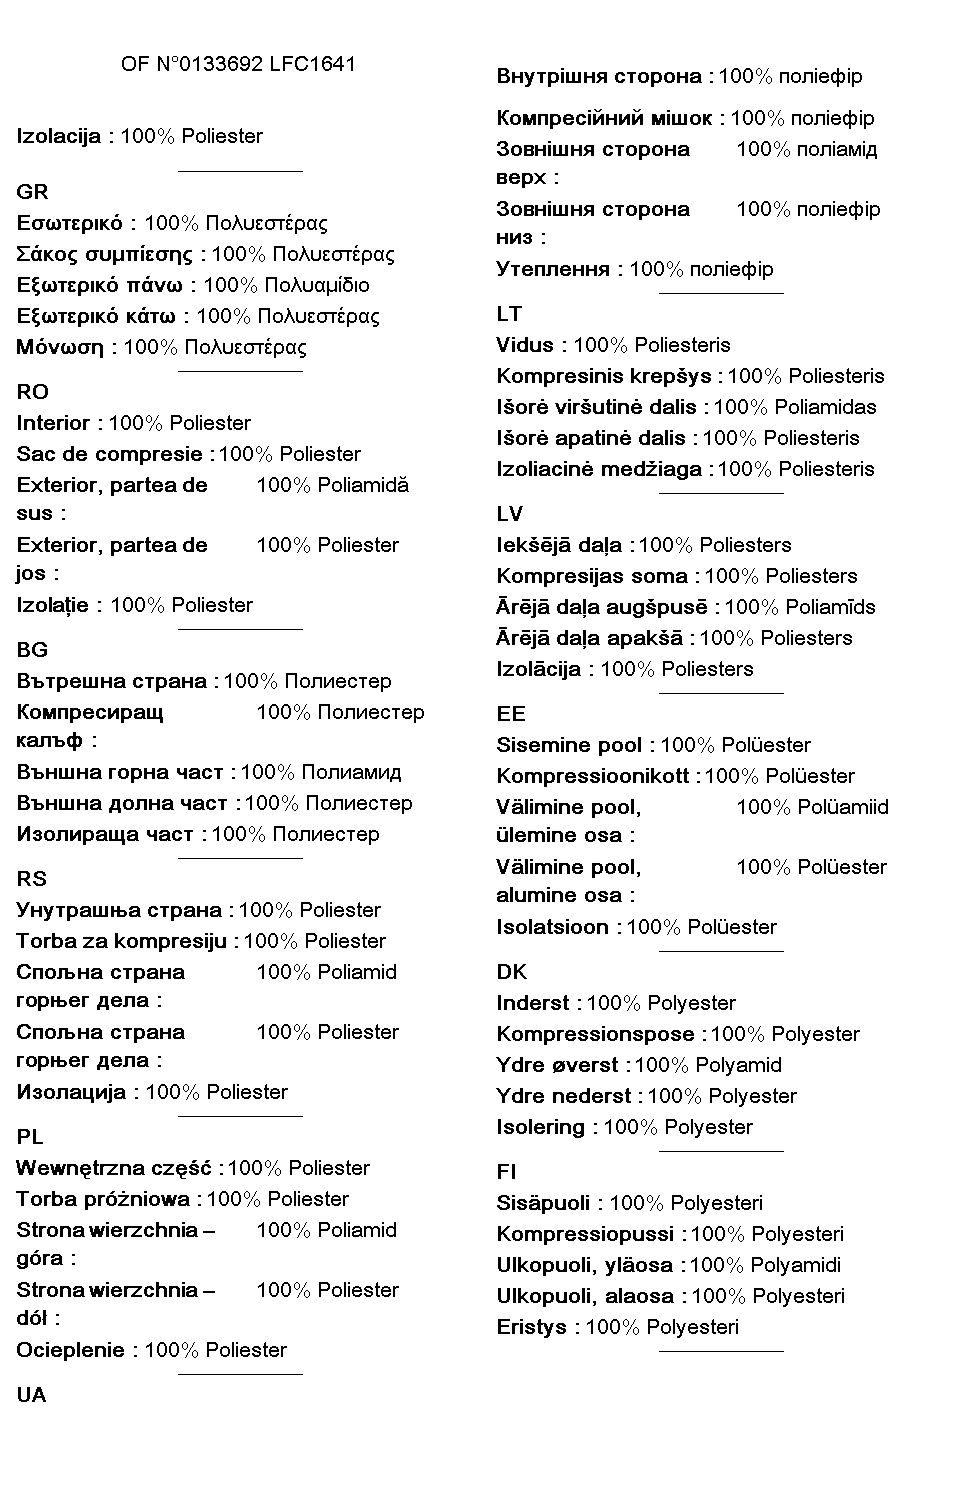 OF N°0133692 LFC1641
Izolacija : 100% Poliester
GR
Εσωτερικό : 100% Πολυεστέρας
Σάκος συμπίεσης : 100% Πολυεστέρας
Εξωτερικό πάνω : 100% Πολυαμίδιο
Εξωτερικό κάτω : 100% Πολυεστέρας
Μόνωση : 100% Πολυεστέρας
RO
Interior : 100% Poliester
Sac de compresie : 100% Poliester
Exterior, partea de 100% Poliamidă
sus :
Exterior, partea de 100% Poliester
jos :
Izolaţie : 100% Poliester
BG
Вътрешна страна : 100% Полиестер
Компресиращ 100% Полиестер
калъф :
Външна горна част : 100% Полиамид
Външна долна част : 100% Полиестер
Изолираща част : 100% Полиестер
RS
Унутрашња страна : 100% Poliester
Torba za kompresiju : 100% Poliester
Спољна страна 100% Poliamid
горњег дела :
Спољна страна 100% Poliester
горњег дела :
Изолација : 100% Poliester
PL
Wewnętrzna część : 100% Poliester
Torba próżniowa : 100% Poliester
Strona wierzchnia – 100% Poliamid
góra :
Strona wierzchnia – 100% Poliester
dół :
Ocieplenie : 100% Poliester
UA
Внутрішня сторона : 100% поліефір
Компресійний мішок : 100% поліефір
Зовнішня сторона 100% поліамід
верх :
Зовнішня сторона 100% поліефір
низ :
Утеплення : 100% поліефір
LT
Vidus : 100% Poliesteris
Kompresinis krepšys : 100% Poliesteris
Išorė viršutinė dalis : 100% Poliamidas
Išorė apatinė dalis : 100% Poliesteris
Izoliacinė medžiaga : 100% Poliesteris
LV
Iekšējā daļa : 100% Poliesters
Kompresijas soma : 100% Poliesters
Ārējā daļa augšpusē : 100% Poliamīds
Ārējā daļa apakšā : 100% Poliesters
Izolācija : 100% Poliesters
EE
Sisemine pool : 100% Polüester
Kompressioonikott : 100% Polüester
Välimine pool, 100% Polüamiid
ülemine osa :
Välimine pool, 100% Polüester
alumine osa :
Isolatsioon : 100% Polüester
DK
Inderst : 100% Polyester
Kompressionspose : 100% Polyester
Ydre øverst : 100% Polyamid
Ydre nederst : 100% Polyester
Isolering : 100% Polyester
FI
Sisäpuoli : 100% Polyesteri
Kompressiopussi : 100% Polyesteri
Ulkopuoli, yläosa : 100% Polyamidi
Ulkopuoli, alaosa : 100% Polyesteri
Eristys : 100% Polyesteri